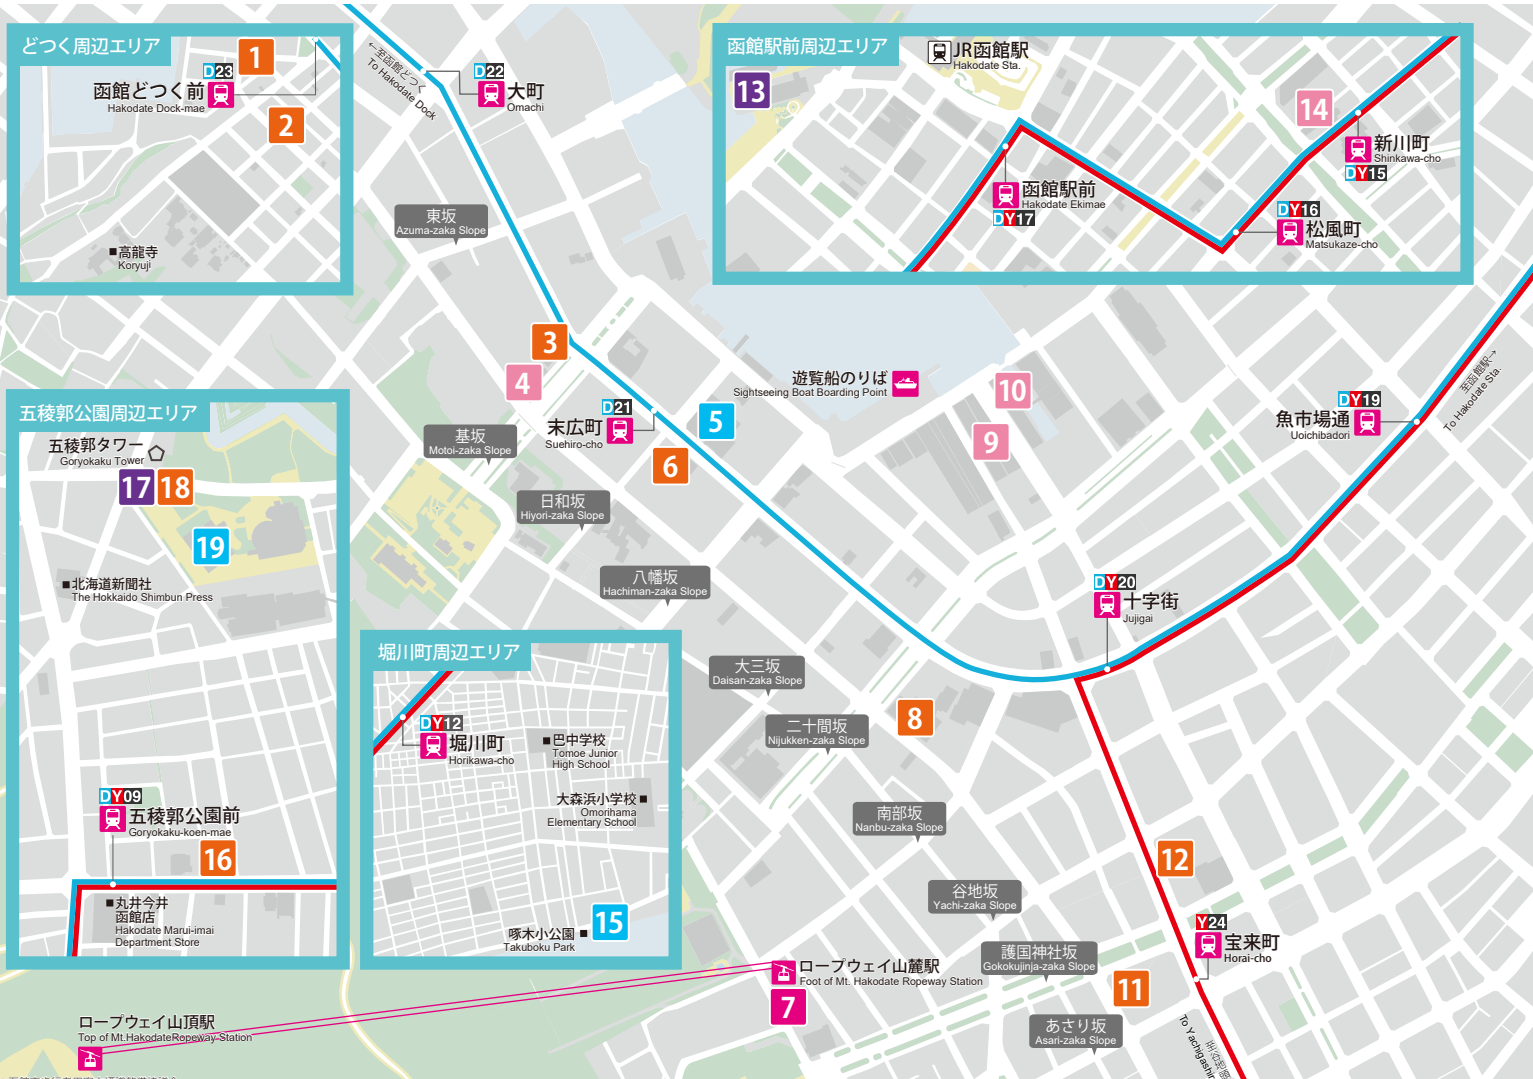 どつく周辺エリア
1
D23
函館どつく前
Hakodate Dock-mae
2
■高龍寺
Koryuji
←至函館どつく
To Hakodate Dock
D22
大町
Omachi
函館駅前周辺エリア
13
JR函館駅
Hakodate Sta.
14
新川町
Shinkawa-cho
DY15
函館駅前
Hakodate Ekimae
DY17
DY16
松風町
Matsukaze-cho
東坂
Azuma-zaka Slope
3
4
D21
末広町
Suehiro-cho
5
6
遊覧船のりば
Sightseeing Boat Boarding Point
10
9
DY19
魚市場通
Uoichibadori
至函館駅→
To Hakodate Sta.
基坂
Motoi-zaka Slope
日和坂
Hiyori-zaka Slope
八幡坂
Hachiman-zaka Slope
五稜郭公園周辺エリア
五稜郭タワー
Goryokaku Tower
17
18
19
■北海道新聞社
The Hokkaido Shimbun Press
DY09
五稜郭公園前
Goryokaku-koen-mae
16
■丸井今井
函館店
Hakodate Marui-imai
Department Store
堀川町周辺エリア
DY12
堀川町
Horikawa-cho
■巴中学校
Tomoe Junior
High School
大森浜小学校■
Omorihama
Elementary School
啄木小公園■
Takuboku Park
15
DY20
十字街
Jujigai
大三坂
Daisan-zaka Slope
二十間坂
Nijukken-zaka Slope
8
南部坂
Nanbu-zaka Slope
12
谷地坂
Yachi-zaka Slope
Y24
宝来町
Horai-cho
護国神社坂
Gokokujinja-zaka Slope
11
あさり坂
Asari-zaka Slope
To Yachigashir
ロープウェイ山麓駅
Foot of Mt. Hakodate Ropeway Station
7
ロープウェイ山頂駅
Top of Mt.HakodateRopeway Station